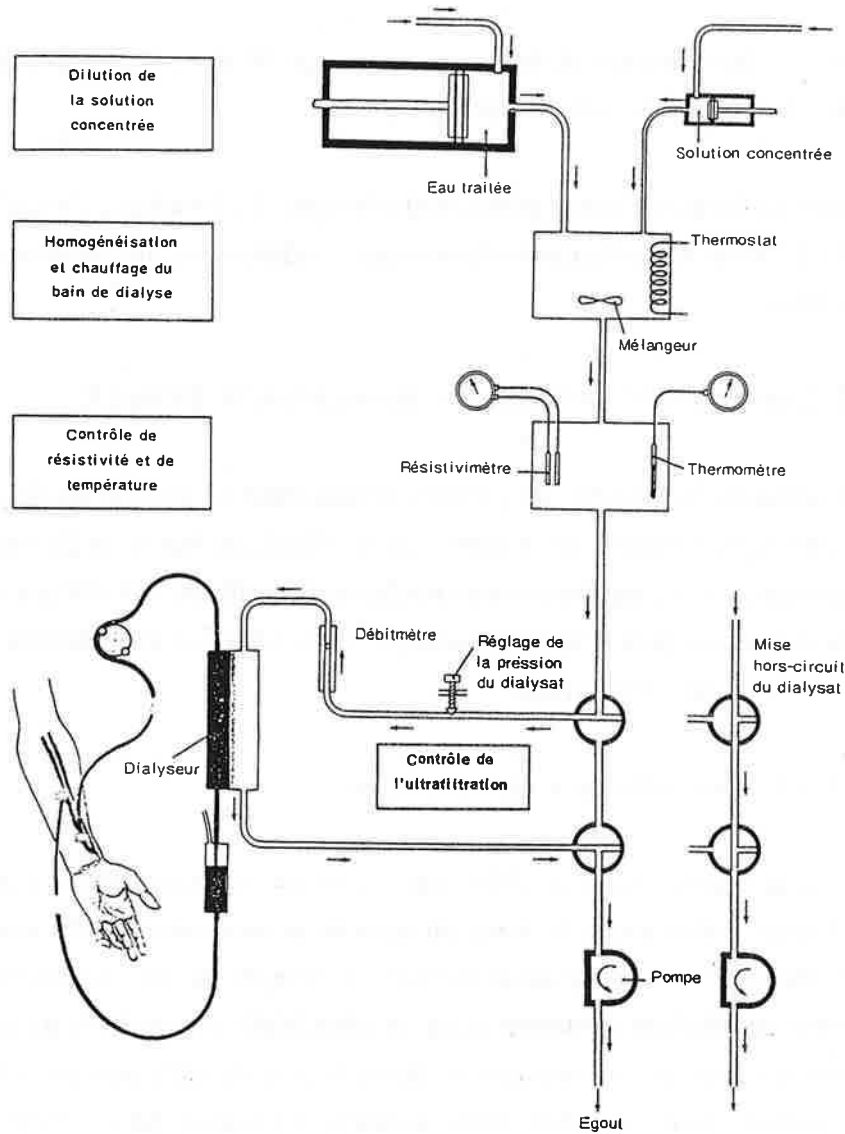 Dilution de
la solution
concentrée
Eau traitée
Solution concentrée
Homogénéisation
et chauffage du
bain de dialyse
Thermostat
Mélangeur
Contrôle de
résistivité et de
température
Résistivimètre
Thermomètre
Débitmètre
Réglage de
la pression
du dialysat
Mise
hors-circuit
du dialysat
Dialyseur
Contrôle de
l'ultrafiltration
Pompe
Egout